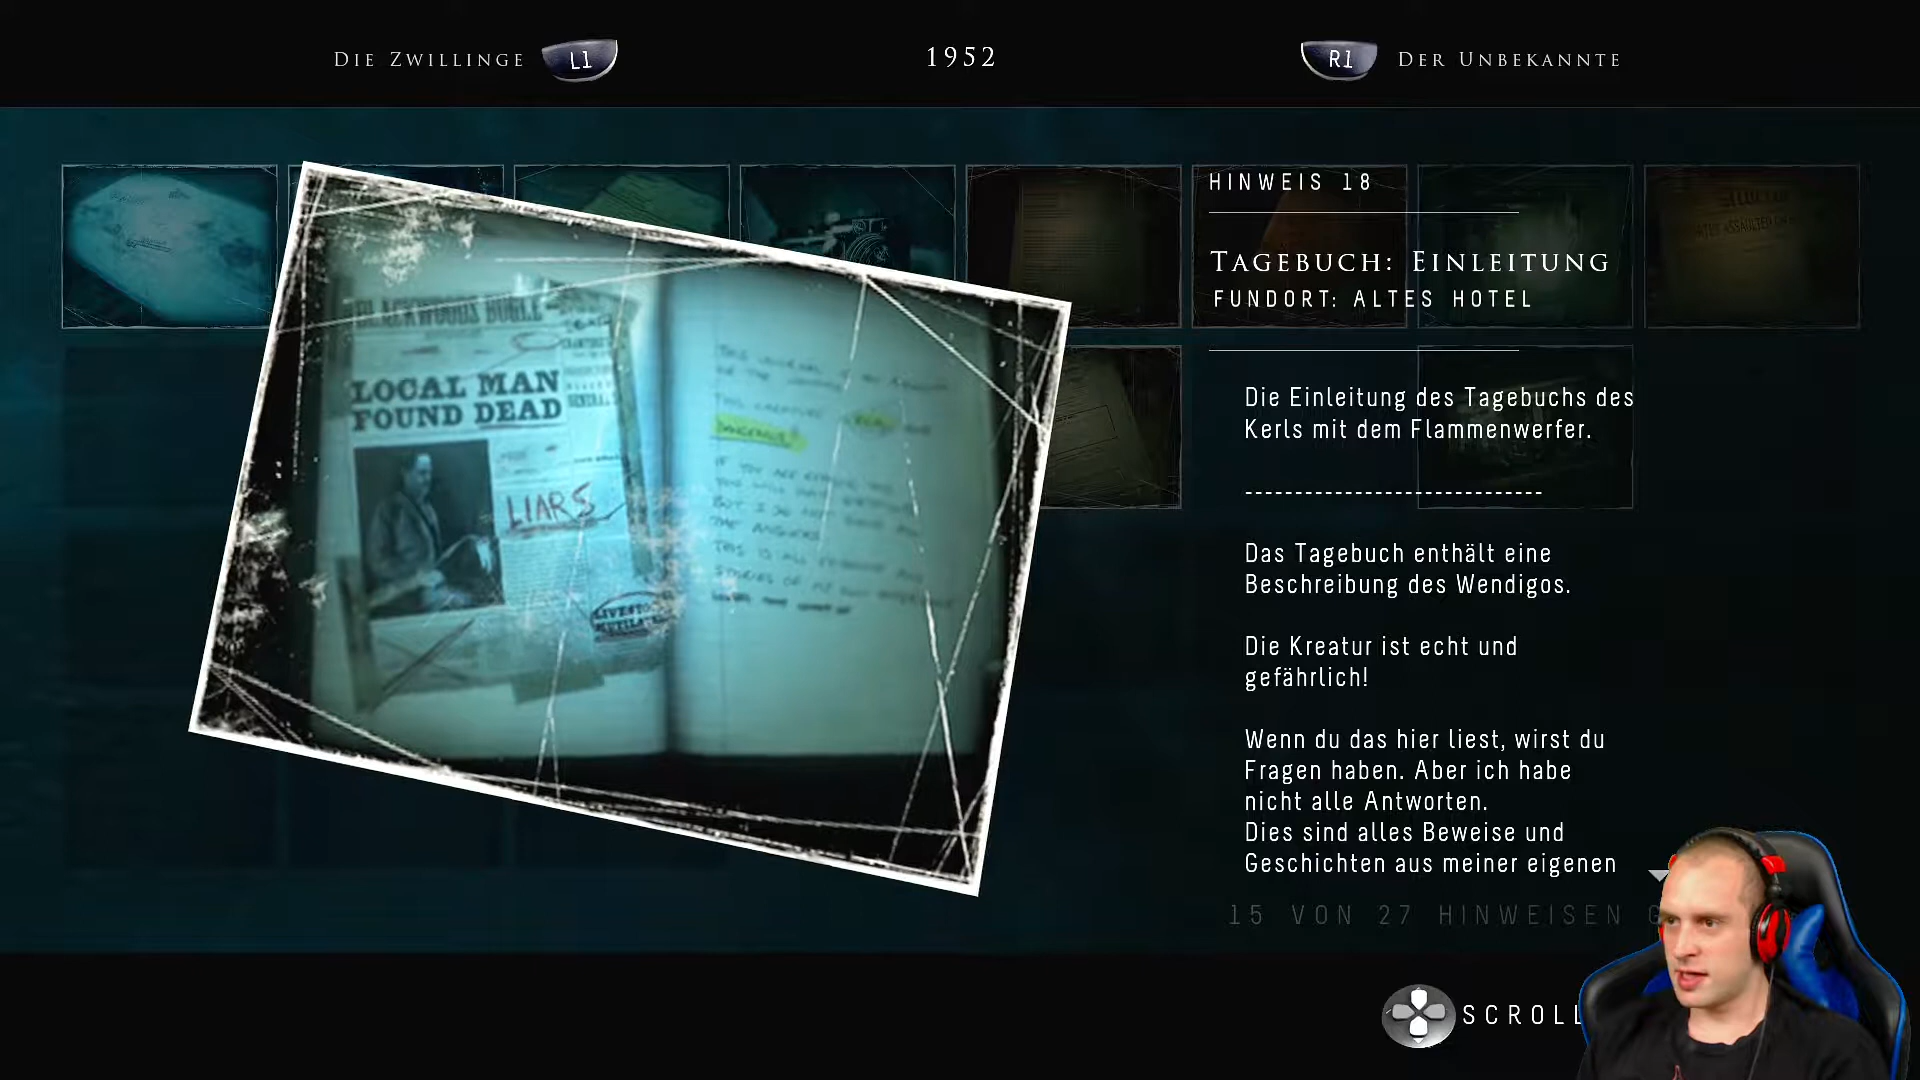 Die Zwillinge L1
1952
R1 Der Unbekannte
HINWEIS 18
Tagebuch: Einleitung
FUNDORT: ALTES HOTEL
Die Einleitung des Tagebuchs des
Kerls mit dem Flammenwerfer.
------------------------------
Das Tagebuch enthält eine
Beschreibung des Wendigos.
Die Kreatur ist echt und
gefährlich!
Wenn du das hier liest, wirst du
Fragen haben. Aber ich habe
nicht alle Antworten.
Dies sind alles Beweise und
Geschichten aus meiner eigenen
15 VON 27 HINWEISEN
SCROLL
LOCAL MAN
FOUND DEAD
LIARS
DANGEROUS
THE ANSWERS